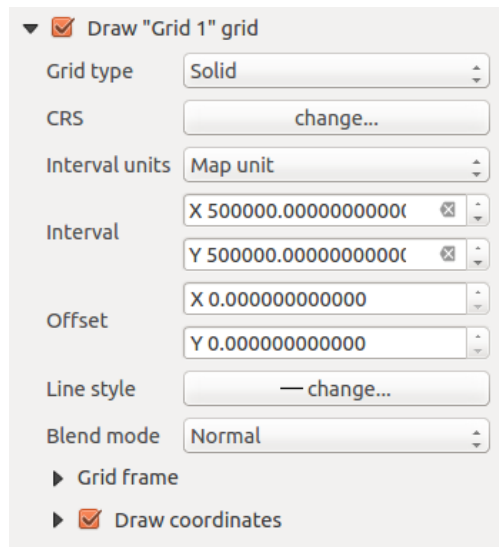 Draw "Grid 1" grid
Grid type Solid
CRS change...
Interval units Map unit
Interval
X 500000.0000000000(
Y 500000.0000000000(
Offset
X 0.000000000000
Y 0.000000000000
Line style change...
Blend mode Normal
Grid frame
Draw coordinates